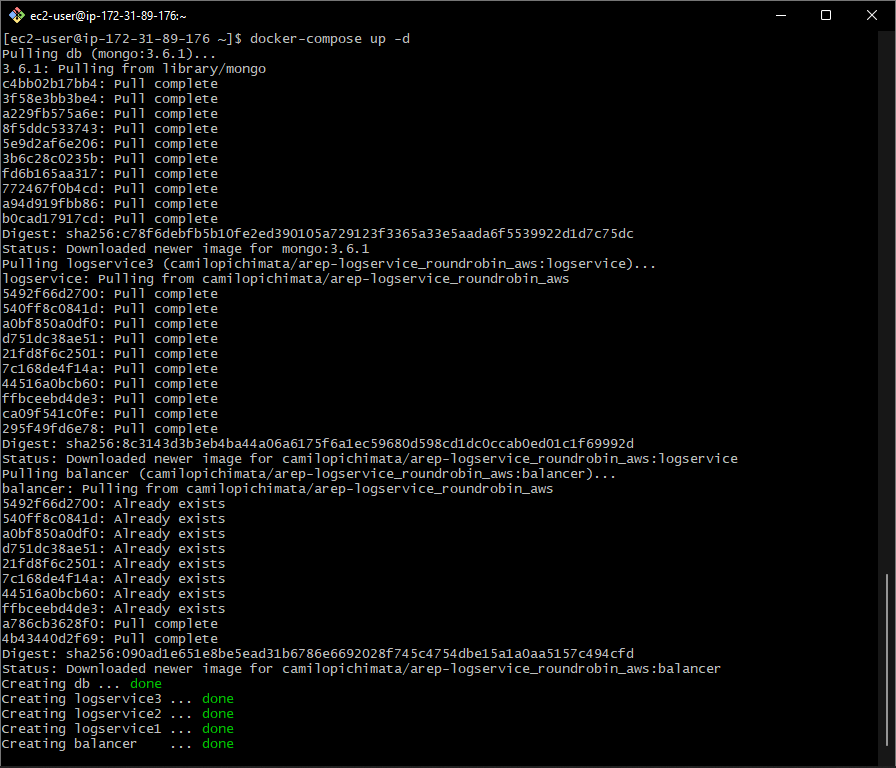 ec2-user@ip-172-31-89-176:~
[ec2-user@ip-172-31-89-176 ~]$ docker-compose up -d
Pulling db (mongo:3.6.1)...
3.6.1: Pulling from library/mongo
c4bb02b17bb4: Pull complete
3f58e3bb3be4: Pull complete
a229fb575a6e: Pull complete
8f5ddc533743: Pull complete
5e9d2af6e206: Pull complete
3b6c28c0235b: Pull complete
fd6b165aa317: Pull complete
772467f0b4cd: Pull complete
a94d919fbb86: Pull complete
b0cad17917cd: Pull complete
Digest: sha256:c78f6debfb5b10fe2ed390105a729123f3365a33e5aada6f5539922d1d7c75dc
Status: Downloaded newer image for mongo:3.6.1
Pulling logservice3 (camilopichimata/arep-logservice_roundrobin_aws:logservice)...
logservice: Pulling from camilopichimata/arep-logservice_roundrobin_aws
5492f66d2700: Pull complete
540ff8c0841d: Pull complete
a0bf850a0df0: Pull complete
d751dc38ae51: Pull complete
21fd8f6c2501: Pull complete
7c168de4f14a: Pull complete
44516a0bcb60: Pull complete
ffbceebd4de3: Pull complete
ca09f541c0fe: Pull complete
295f49fd6e78: Pull complete
Digest: sha256:8c3143d3b3eb4ba44a06a6175f6a1ec59680d598cd1dc0ccab0ed01c1f69992d
Status: Downloaded newer image for camilopichimata/arep-logservice_roundrobin_aws:logservice
Pulling balancer (camilopichimata/arep-logservice_roundrobin_aws:balancer)...
balancer: Pulling from camilopichimata/arep-logservice_roundrobin_aws
5492f66d2700: Already exists
540ff8c0841d: Already exists
a0bf850a0df0: Already exists
d751dc38ae51: Already exists
21fd8f6c2501: Already exists
7c168de4f14a: Already exists
44516a0bcb60: Already exists
ffbceebd4de3: Already exists
a786cb3628f0: Pull complete
4b43440d2f69: Pull complete
Digest: sha256:090ad1e651e8be5ead31b6786e6692028f745c4754dbe15a1a0aa5157c494cfd
Status: Downloaded newer image for camilopichimata/arep-logservice_roundrobin_aws:balancer
Creating db ... done
Creating logservice3 ... done
Creating logservice2 ... done
Creating logservice1 ... done
Creating balancer    ... done